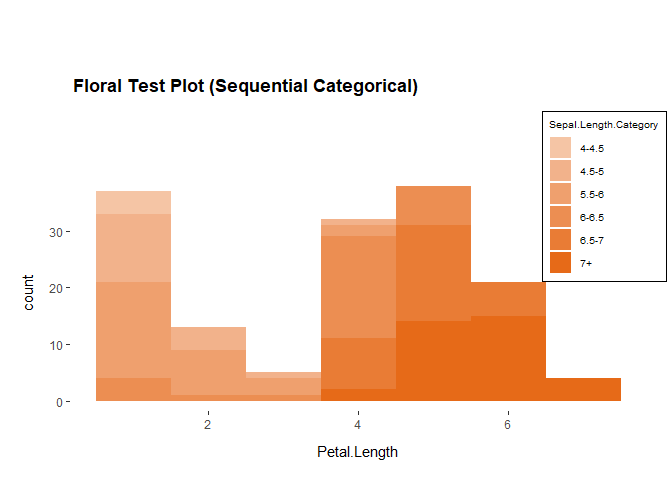 Floral Test Plot (Sequential Categorical)
Sepal.Length.Category
4-4.5
4.5-5
5.5-6
6-6.5
6.5-7
7+
30
20
10
0
count
2 4 6
Petal.Length